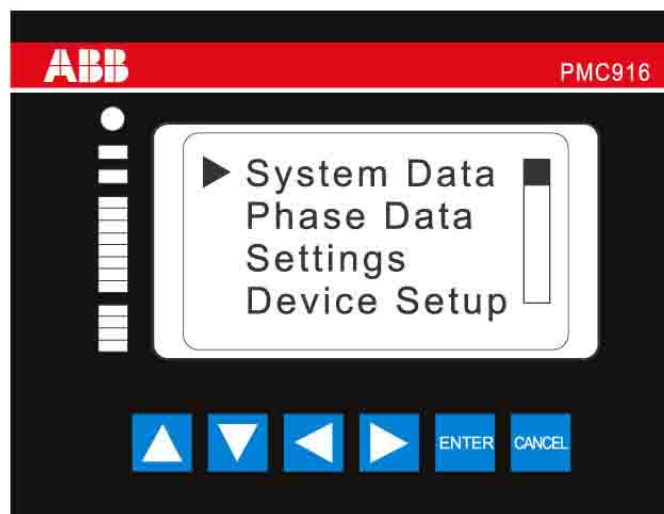 ABB
PMC916
System Data
Phase Data
Settings
Device Setup
ENTER CANCEL